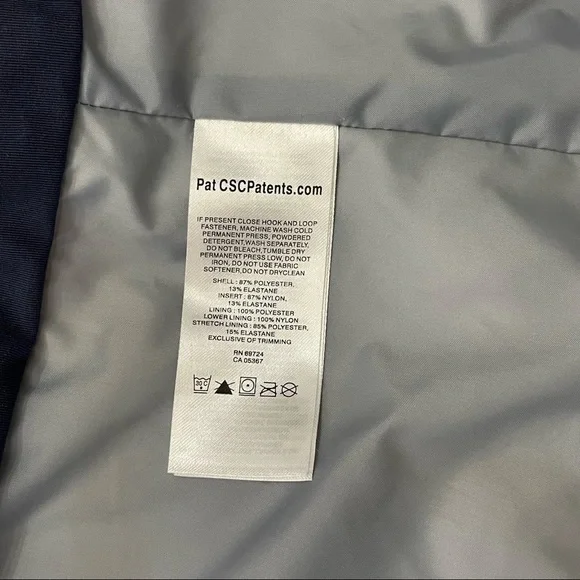 Pat CSCPatents.com
IF PRESENT CLOSE HOOK AND LOOP
FASTENER, MACHINE WASH COLD
PERMANENT PRESS, POWDERED
DETERGENT,WASH SEPARATELY,
DO NOT BLEACH,TUMBLE DRY
PERMANENT PRESS LOW, DO NOT
IRON, DO NOT USE FABRIC
SOFTENER,DO NOT DRYCLEAN
SHELL : 87% POLYESTER,
13% ELASTANE
INSERT : 87% NYLON,
13% ELASTANE
LINING : 100% POLYESTER
LOWER LINING : 100% NYLON
STRETCH LINING : 85% POLYESTER,
15% ELASTANE
EXCLUSIVE OF TRIMMING
RN 69724
CA 05367
30 C